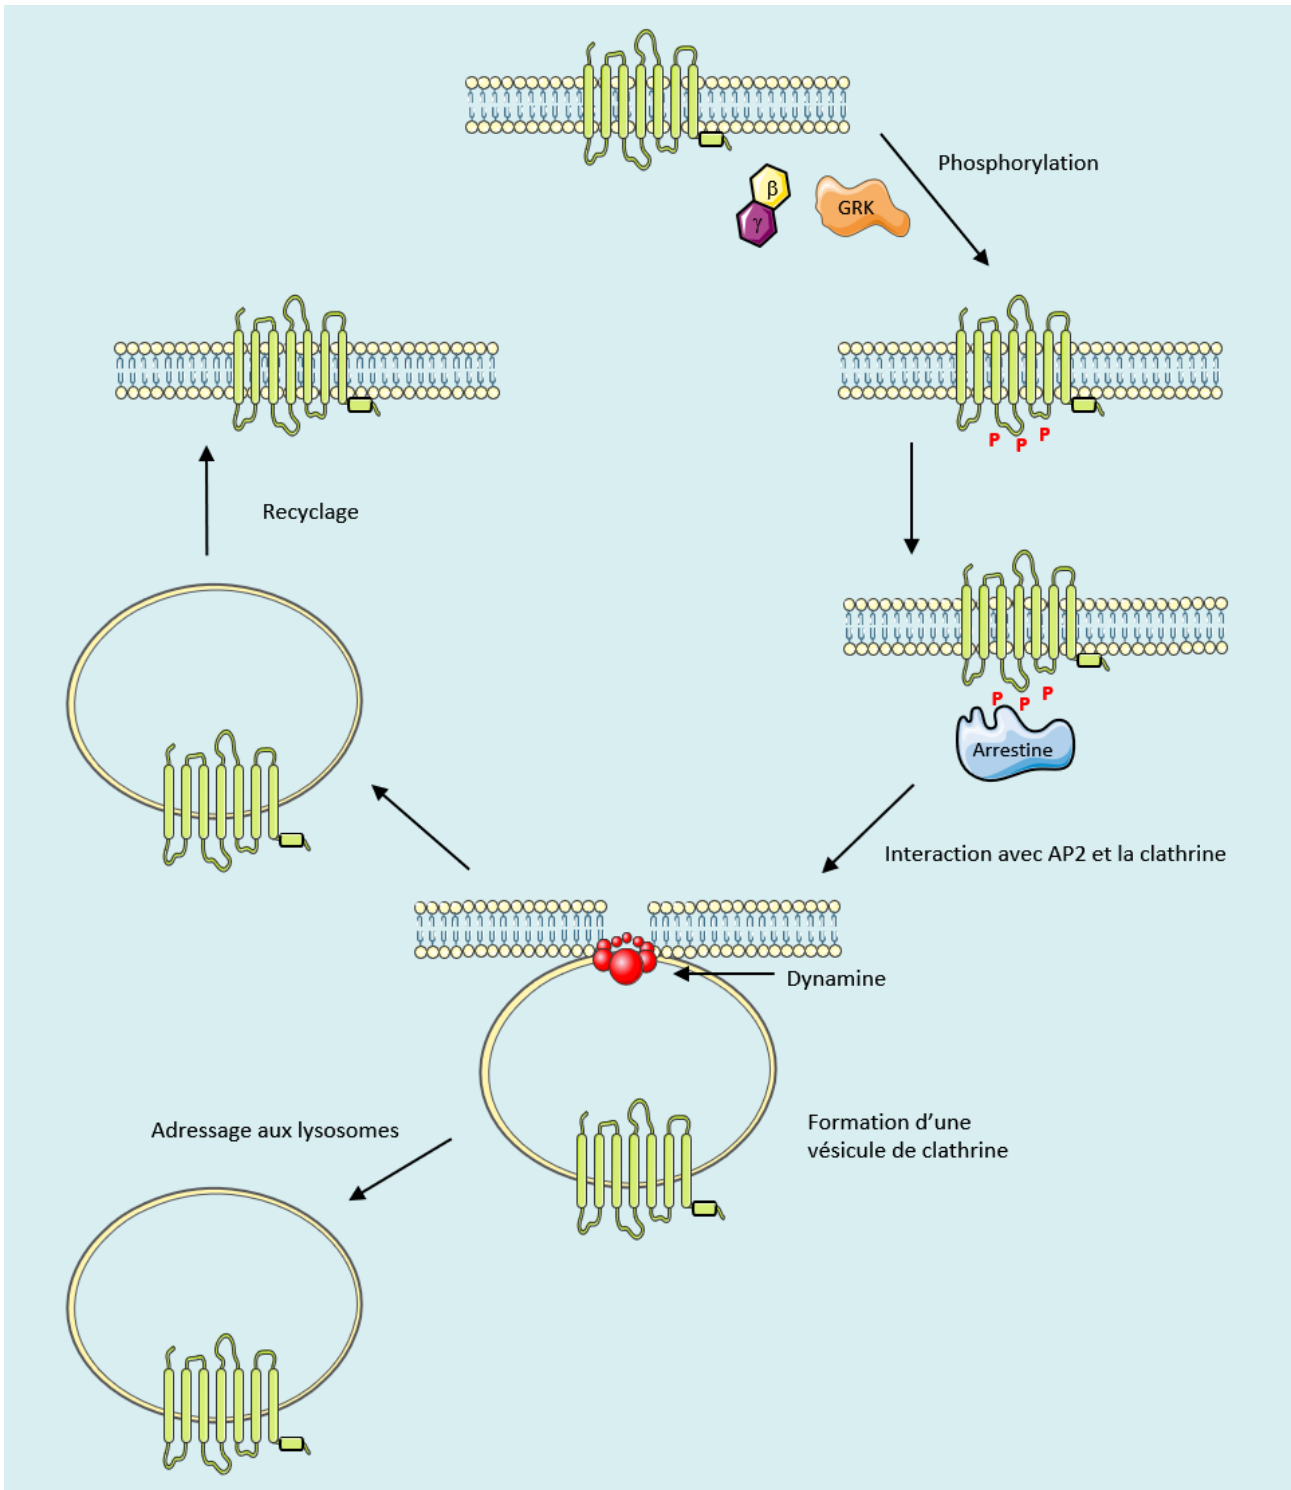 Phosphorylation
β
γ
GRK
P
P
P
Recyclage
P
P
P
Arrestine
Interaction avec AP2 et la clathrine
Dynamine
Formation d’une
vésicule de clathrine
Adressage aux lysosomes